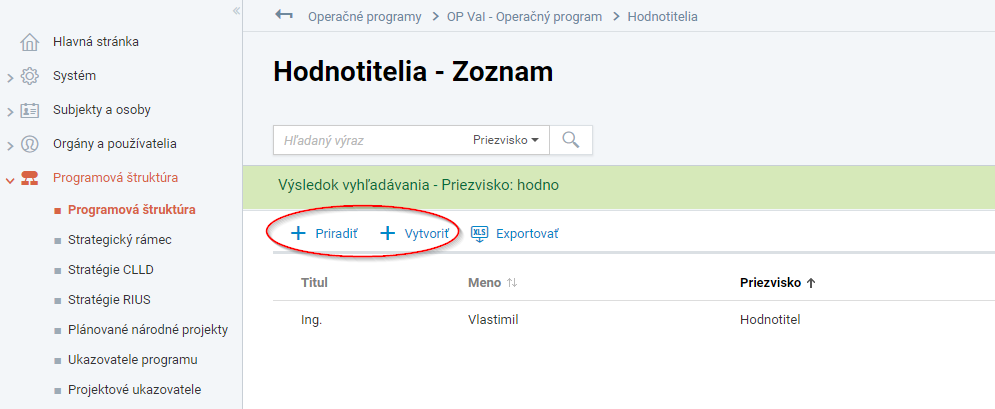 Operačné programy > OP VaI - Operačný program > Hodnotitelia
Hlavná stránka
Systém
Subjekty a osoby
Orgány a používatelia
Programová štruktúra
Programová štruktúra
Strategický rámec
Stratégie CLLD
Stratégie RIUS
Plánované národné projekty
Ukazovatele programu
Projektové ukazovatele
Hodnotitelia - Zoznam
Hľadaný výraz Priezvisko
Výsledok vyhľadávania - Priezvisko: hodno
+ Priradiť + Vytvoriť XLS Exportovať
Titul Meno Priezvisko
Ing. Vlastimil Hodnotitel